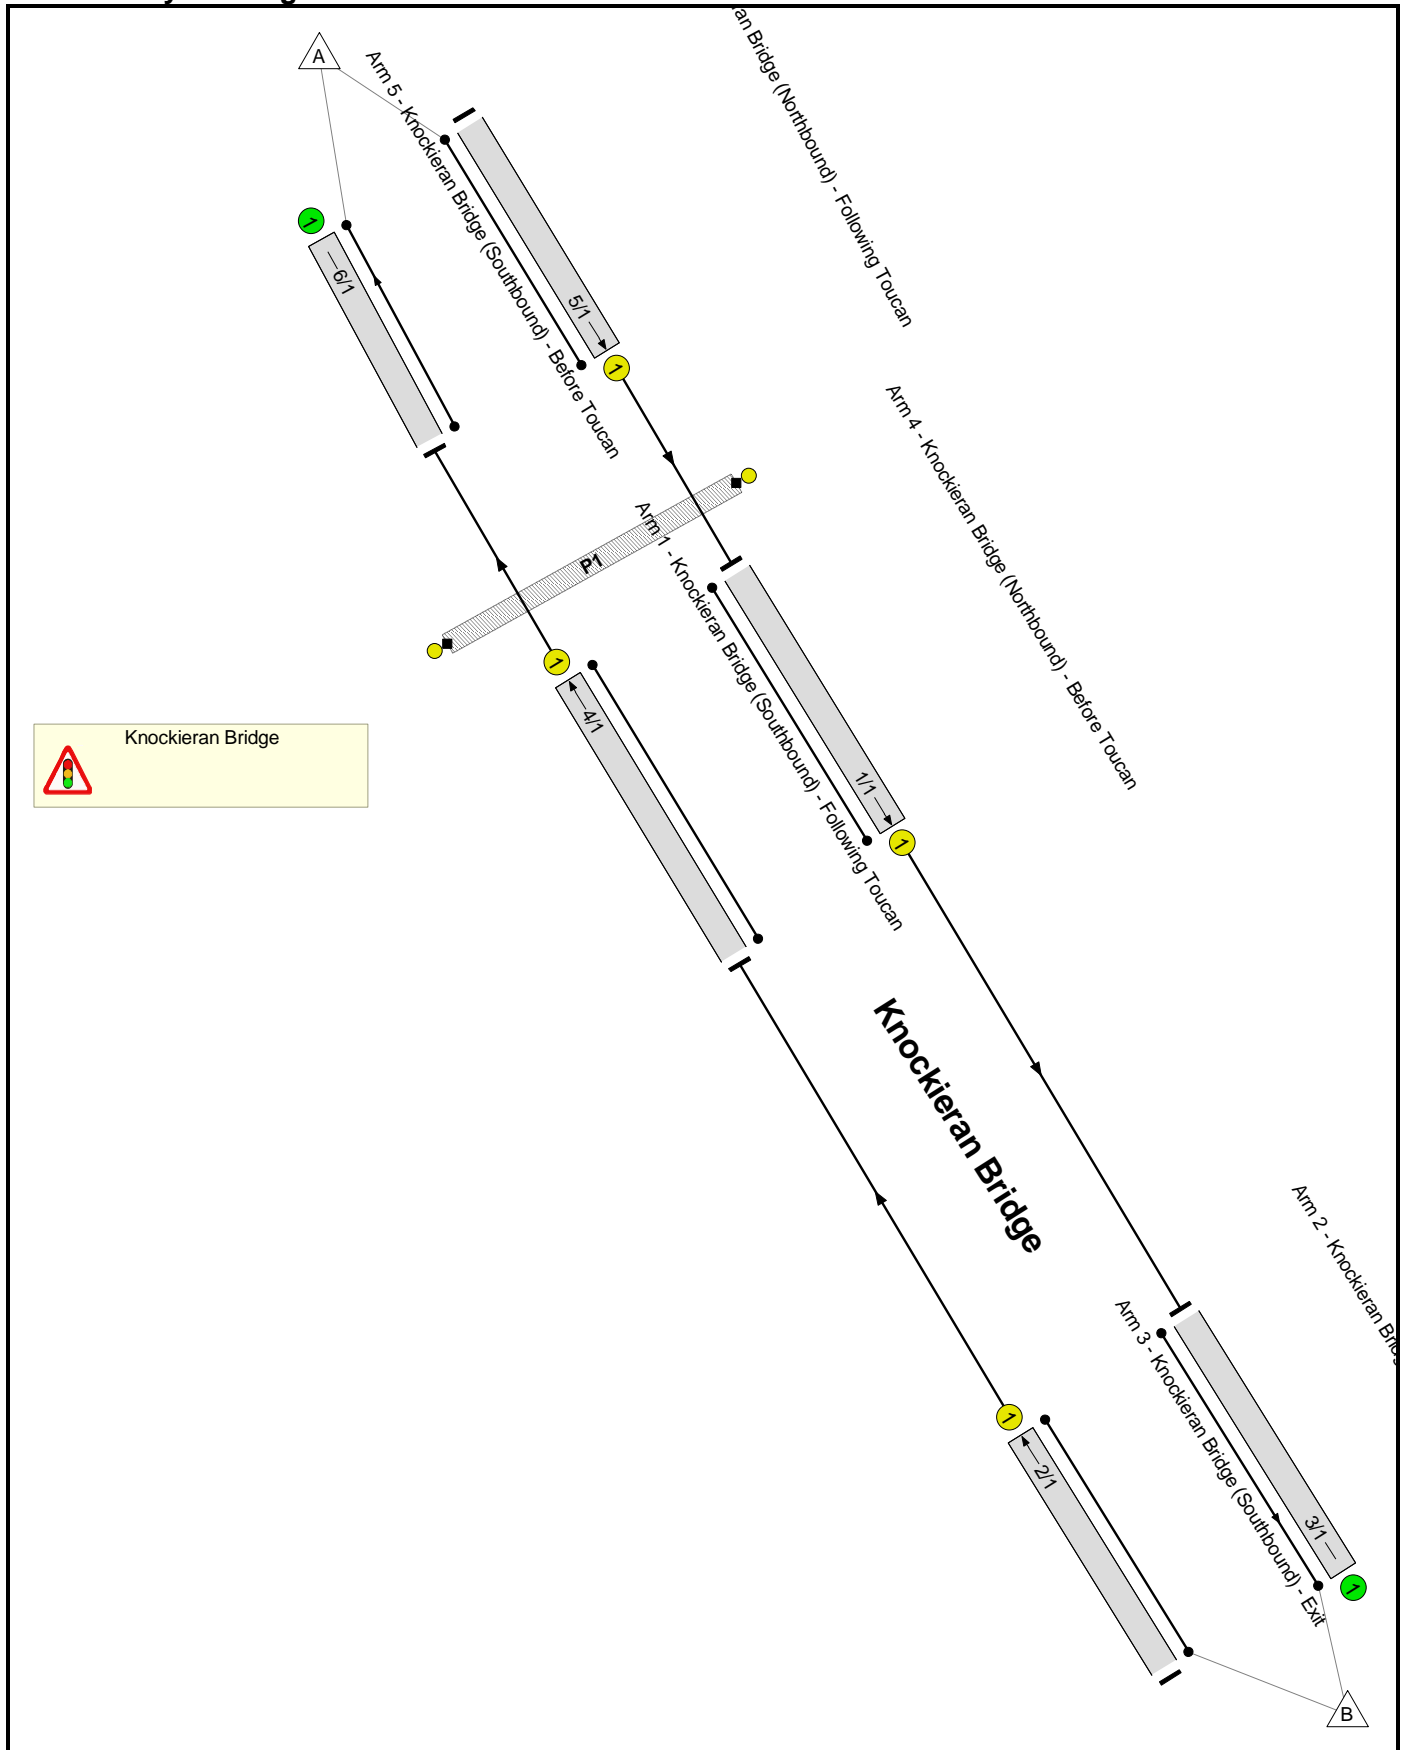 A
Arm 5 - Knockieran Bridge (Southbound) - Before Toucan
Bridge (Northbound) - Following Toucan
1
6/1
5/1
1
Arm 4 - Knockieran Bridge (Northbound) - Before Toucan
P1
Arm 1 - Knockieran Bridge (Southbound) - Following Toucan
1
4/1
Knockieran Bridge
1/1
1
Knockieran Bridge
Arm 2 - Knockieran
Arm 3 - Knockieran Bridge (Southbound) - Exit
1
2/1
3/1
1
B